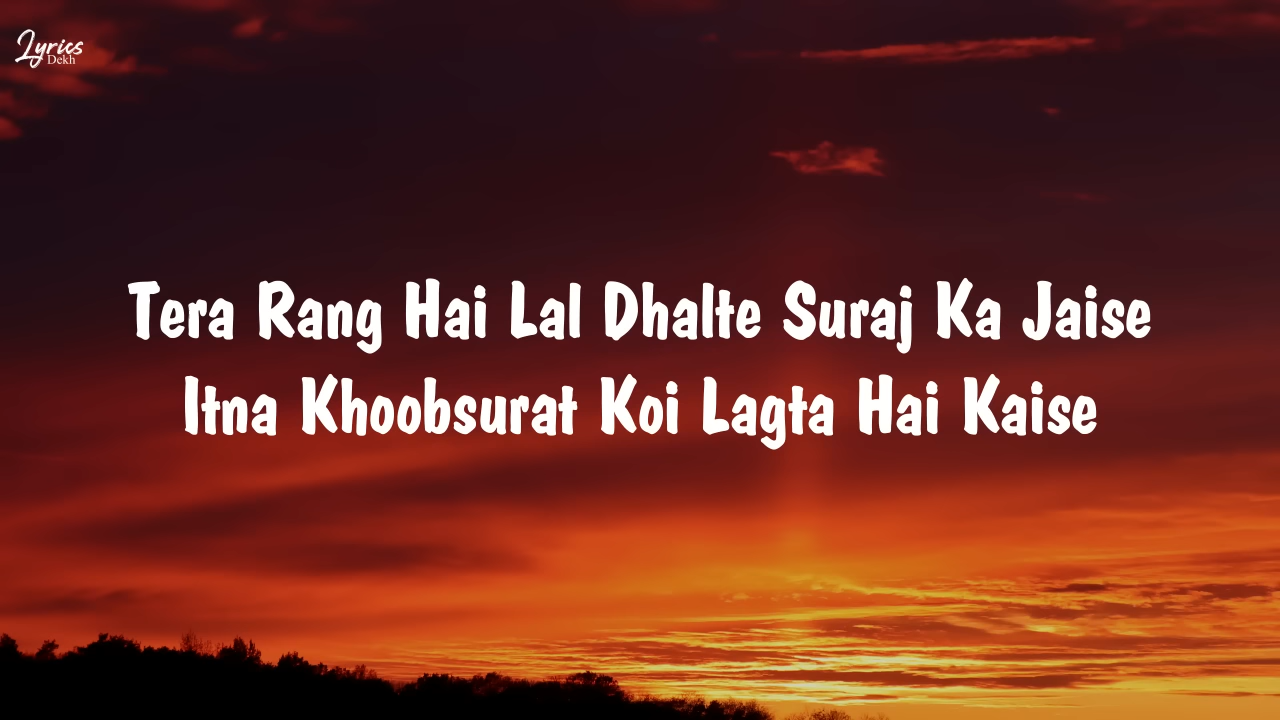 Lyrics
Dekh
Tera Rang Hai Lal Dhalte Suraj Ka Jaise
Itna Khoobsurat Koi Lagta Hai Kaise